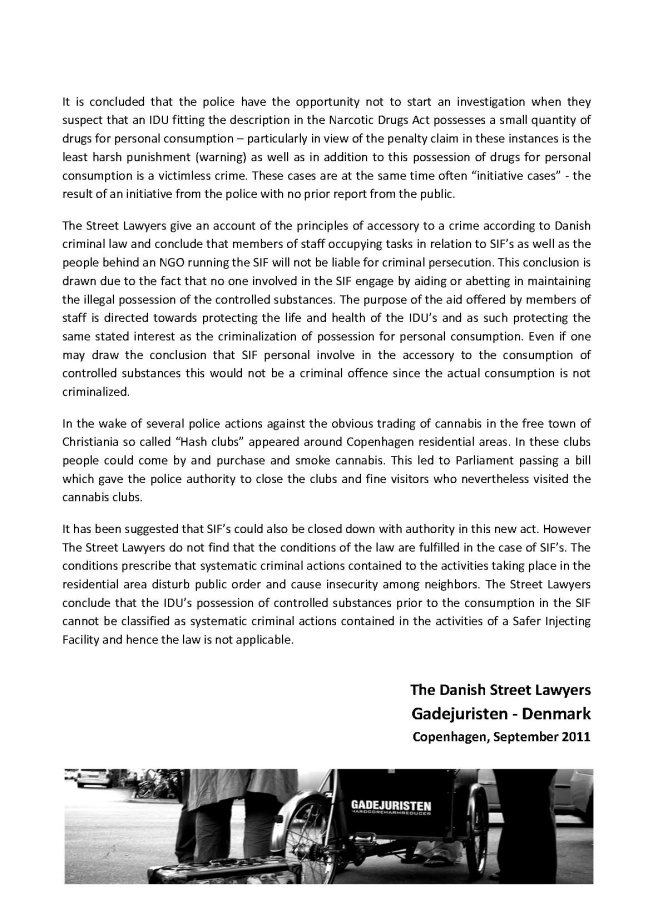 It is concluded that the police have the opportunity not to start an investigation when they
suspect that an IDU fitting the description in the Narcotic Drugs Act possesses a small quantity of
drugs for personal consumption – particularly in view of the penalty claim in these instances is the
least harsh punishment (warning) as well as in addition to this possession of drugs for personal
consumption is a victimless crime. These cases are at the same time often “initiative cases” - the
result of an initiative from the police with no prior report from the public.
The Street Lawyers give an account of the principles of accessory to a crime according to Danish
criminal law and conclude that members of staff occupying tasks in relation to SIF’s as well as the
people behind an NGO running the SIF will not be liable for criminal persecution. This conclusion is
drawn due to the fact that no one involved in the SIF engage by aiding or abetting in maintaining
the illegal possession of the controlled substances. The purpose of the aid offered by members of
staff is directed towards protecting the life and health of the IDU’s and as such protecting the
same stated interest as the criminalization of possession for personal consumption. Even if one
may draw the conclusion that SIF personal involve in the accessory to the consumption of
controlled substances this would not be a criminal offence since the actual consumption is not
criminalized.
In the wake of several police actions against the obvious trading of cannabis in the free town of
Christiania so called “Hash clubs” appeared around Copenhagen residential areas. In these clubs
people could come by and purchase and smoke cannabis. This led to Parliament passing a bill
which gave the police authority to close the clubs and fine visitors who nevertheless visited the
cannabis clubs.
It has been suggested that SIF’s could also be closed down with authority in this new act. However
The Street Lawyers do not find that the conditions of the law are fulfilled in the case of SIF’s. The
conditions prescribe that systematic criminal actions contained to the activities taking place in the
residential area disturb public order and cause insecurity among neighbors. The Street Lawyers
conclude that the IDU’s possession of controlled substances prior to the consumption in the SIF
cannot be classified as systematic criminal actions contained in the activities of a Safer Injecting
Facility and hence the law is not applicable.
The Danish Street Lawyers
Gadejuristen - Denmark
Copenhagen, September 2011
GADEJURISTEN
HARDCOREHARMREDUCER